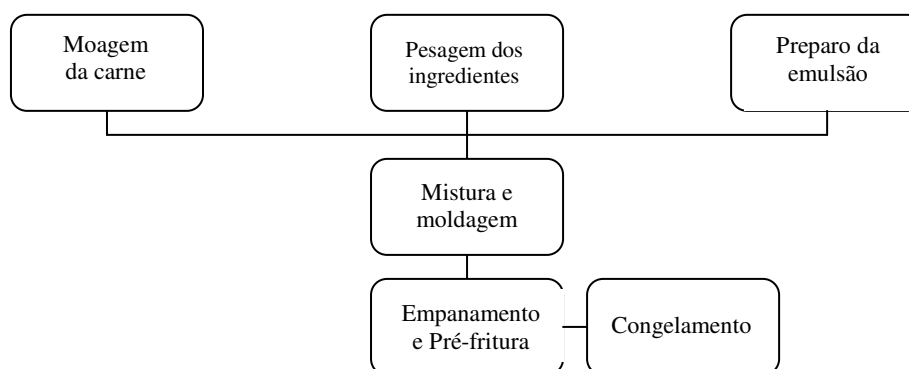 Moagem
da carne
Pesagem dos
ingredientes
Preparo da
emulsão
Mistura e
moldagem
Empanamento
e Pré-fritura
Congelamento